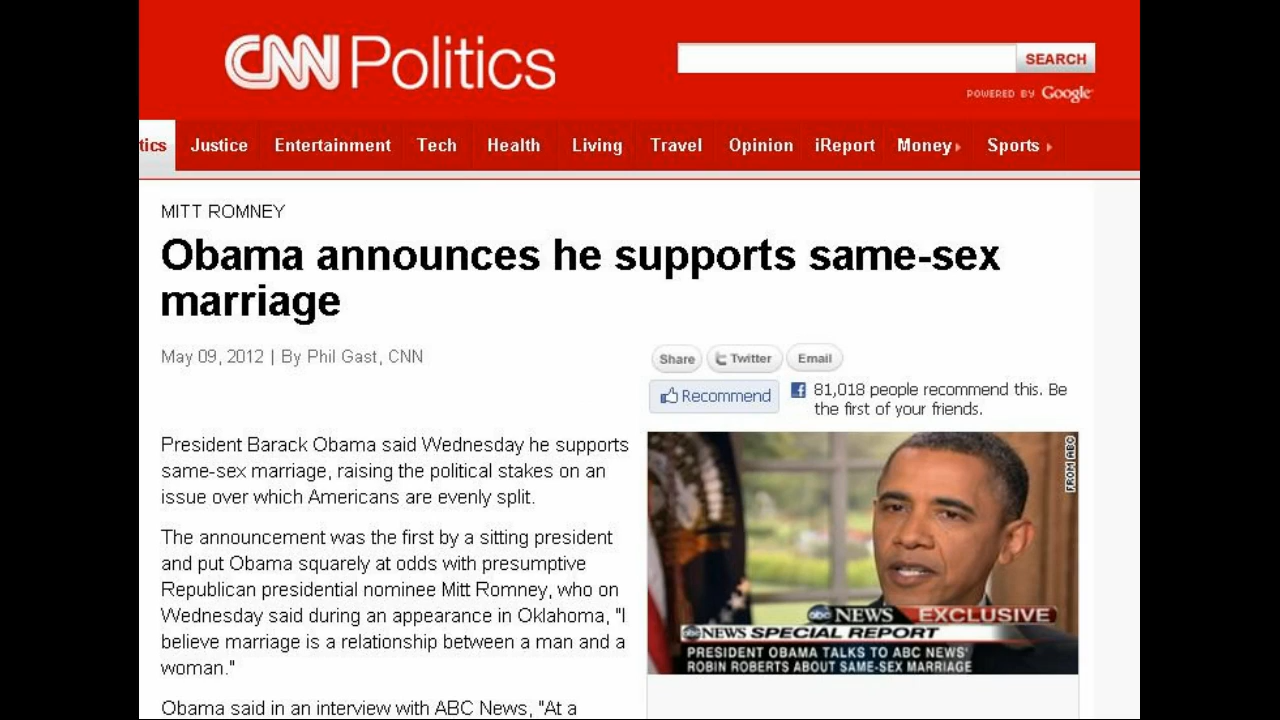 CNN Politics
SEARCH
POWERED BY Google
tics Justice Entertainment Tech Health Living Travel Opinion iReport Money Sports
MITT ROMNEY
Obama announces he supports same-sex
marriage
May 09, 2012 | By Phil Gast, CNN
Share Twitter Email
Recommend
81,018 people recommend this. Be
the first of your friends.
President Barack Obama said Wednesday he supports
same-sex marriage, raising the political stakes on an
issue over which Americans are evenly split.
The announcement was the first by a sitting president
and put Obama squarely at odds with presumptive
Republican presidential nominee Mitt Romney, who on
Wednesday said during an appearance in Oklahoma, "I
believe marriage is a relationship between a man and a
woman."
Obama said in an interview with ABC News, "At a
FROM ABC
abc NEWS EXCLUSIVE
abc NEWS SPECIAL REPORT
PRESIDENT OBAMA TALKS TO ABC NEWS'
ROBIN ROBERTS ABOUT SAME-SEX MARRIAGE